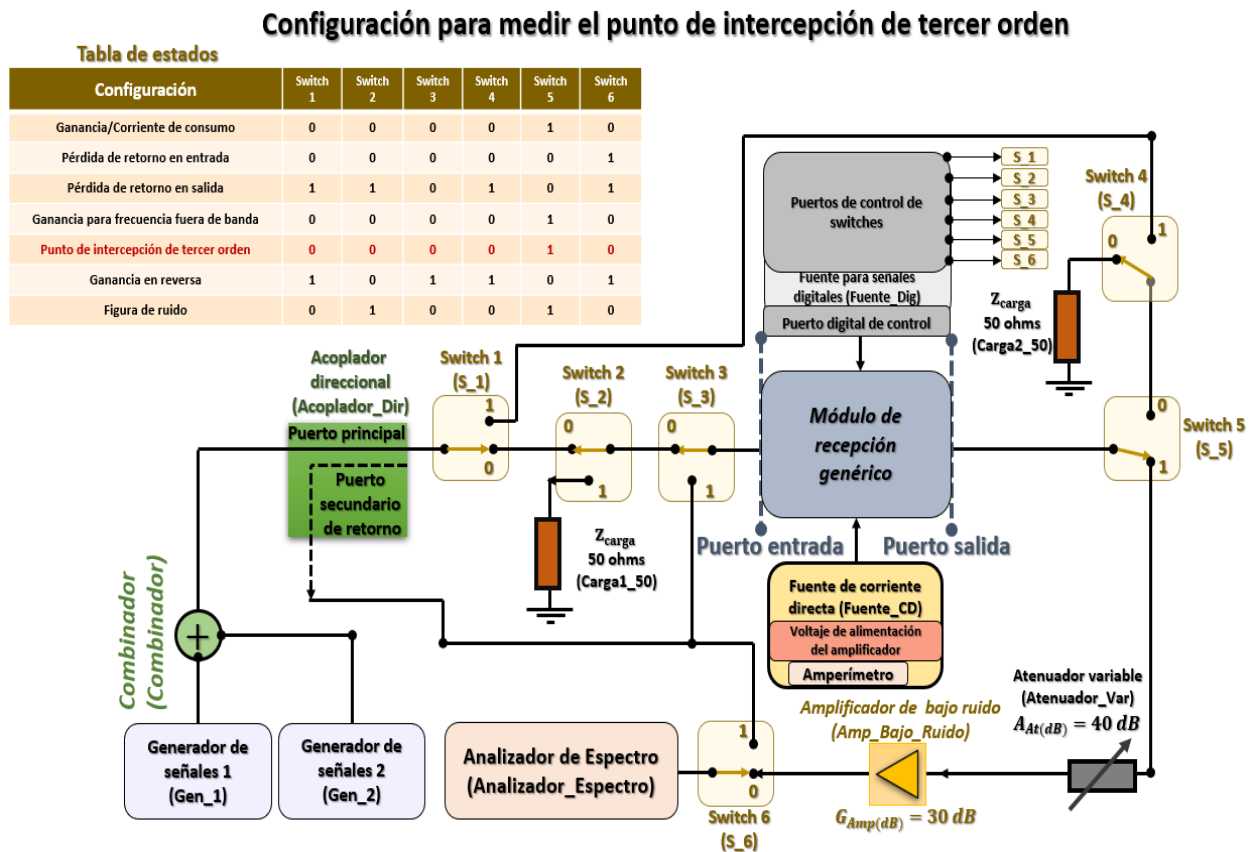 Configuración para medir el punto de intercepción de tercer orden
Tabla de estados
Configuración Switch 1 Switch 2 Switch 3 Switch 4 Switch 5 Switch 6
Ganancia/Corriente de consumo 0 0 0 0 1 0
Pérdida de retorno en entrada 0 0 0 0 0 1
Pérdida de retorno en salida 1 1 0 1 0 1
Ganancia para frecuencia fuera de banda 0 0 0 0 1 0
Punto de intercepción de tercer orden 0 0 0 0 1 0
Ganancia en reversa 1 0 1 1 0 1
Figura de ruido 0 1 0 0 1 0
Puertos de control de
switches
S_1
S_2
S_3
S_4
S_5
S_6
Fuente para señales
digitales (Fuente_Dig)
Puerto digital de control
Switch 4
(S_4)
1
0
Z_carga
50 ohms
(Carga2_50)
Acoplador
direccional
(Acoplador_Dir)
Puerto principal
Puerto
secundario
de retorno
Switch 1
(S_1)
1
0
Switch 2
(S_2)
0
1
Switch 3
(S_3)
0
1
Módulo de
recepción
genérico
0
1
Switch 5
(S_5)
Z_carga
50 ohms
(Carga1_50)
Puerto entrada
Puerto salida
Fuente de corriente
directa (Fuente_CD)
Voltaje de alimentación
del amplificador
Amperímetro
Combinador
(Combinador)
+
Generador de
señales 1
(Gen_1)
Generador de
señales 2
(Gen_2)
Analizador de Espectro
(Analizador_Espectro)
1
0
Switch 6
(S_6)
Amplificador de bajo ruido
(Amp_Bajo_Ruido)
G_Amp(dB) = 30 dB
Atenuador variable
(Atenuador_Var)
A_At(dB) = 40 dB